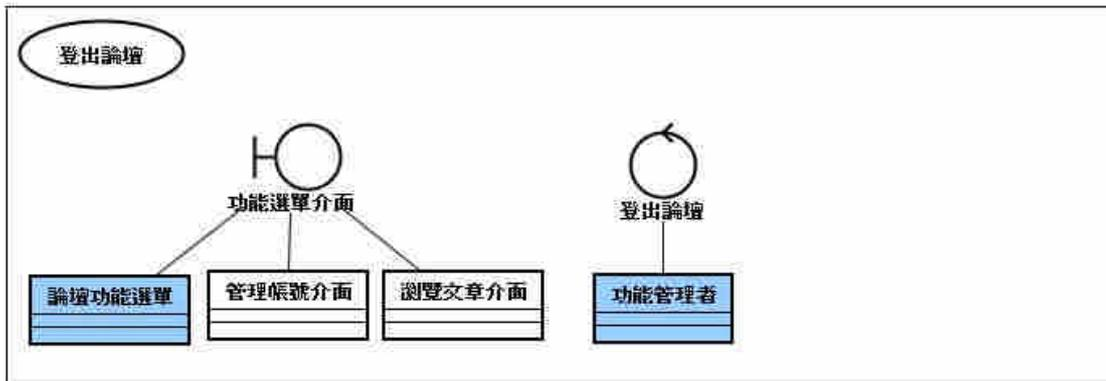 登出論壇
功能選單介面
登出論壇
論壇功能選單
管理帳號介面
瀏覽文章介面
功能管理者